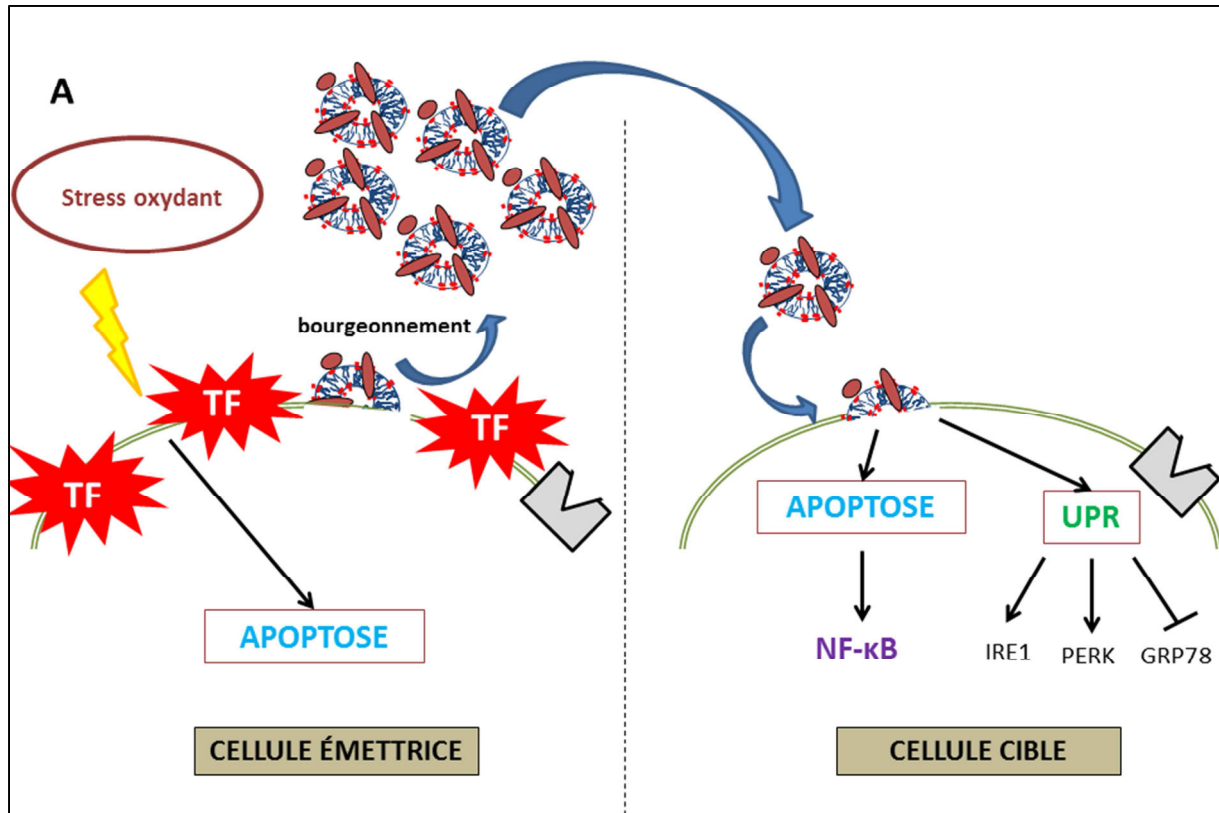 A
Stress oxydant
bourgeonnement
TF
TF
TF
APOPTOSE
CELLULE ÉMETTRICE
APOPTOSE
UPR
NF-κB
IRE1
PERK
GRP78
CELLULE CIBLE